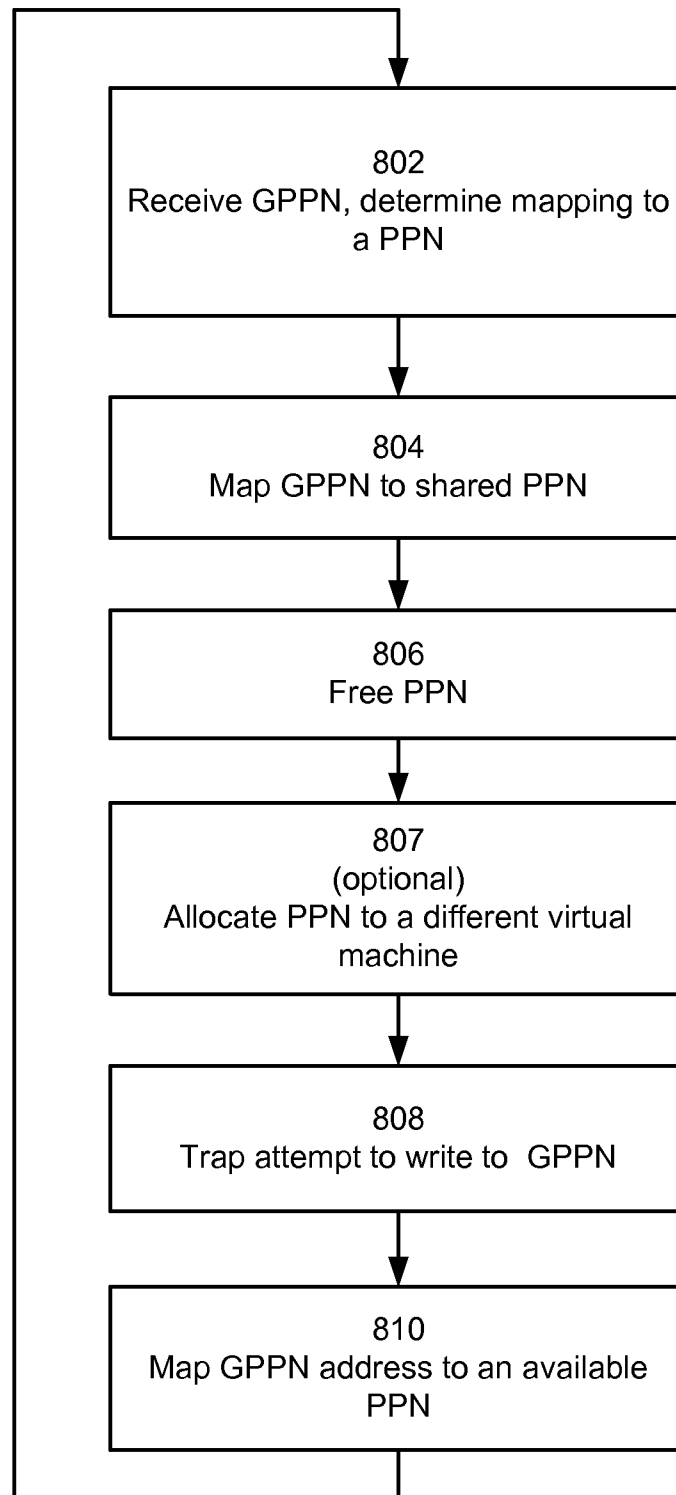 802
Receive GPPN, determine mapping to
a PPN
804
Map GPPN to shared PPN
806
Free PPN
807
(optional)
Allocate PPN to a different virtual
machine
808
Trap attempt to write to  GPPN
810
Map GPPN address to an available
PPN